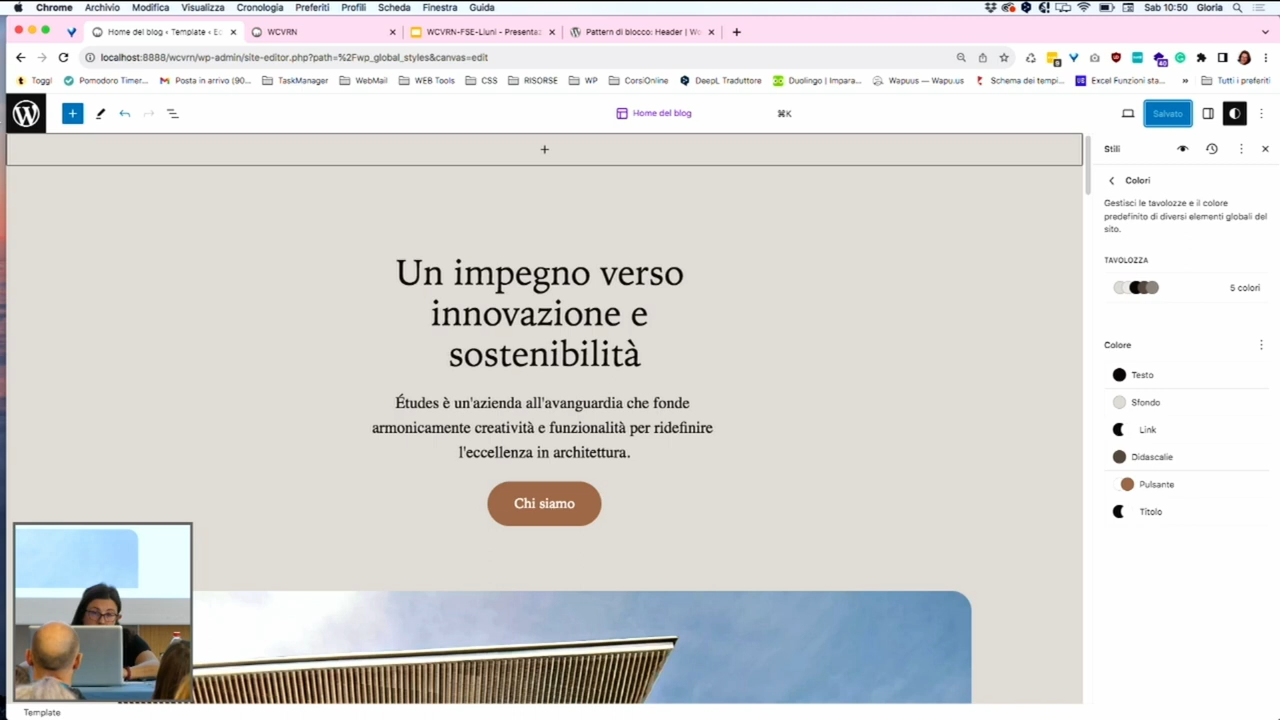 Chrome Archivio Modifica Visualizza Cronologia Preferiti Profili Scheda Finestra Guida Sab 10:50 Gloria
Home del blog ‹ Template ‹ Ec WCVRN WCVRN-FSE-Lluni - Presenta: Pattern di blocco: Header | Wo
localhost:8888/wcvrn/wp-admin/site-editor.php?path=%2Fwp_global_styles&canvas=edit
Toggl Pomodoro Timer... Posta in arrivo (90... TaskManager WebMail WEB Tools CSS RISORSE WP CorsiOnline DeepL Traduttore Duolingo | Impara... Wapuus — Wapu.us Schema dei tempi... Excel Funzioni sta... » Tutti i preferiti
Home del blog ⌘K Salvato
Stili
Colori
Gestisci le tavolozze e il colore
predefinito di diversi elementi globali del
sito.
TAVOLOZZA
5 colori
Colore
Testo
Sfondo
Link
Didascalie
Pulsante
Titolo
Un impegno verso
innovazione e
sostenibilità
Études è un'azienda all'avanguardia che fonde
armonicamente creatività e funzionalità per ridefinire
l'eccellenza in architettura.
Chi siamo
Template